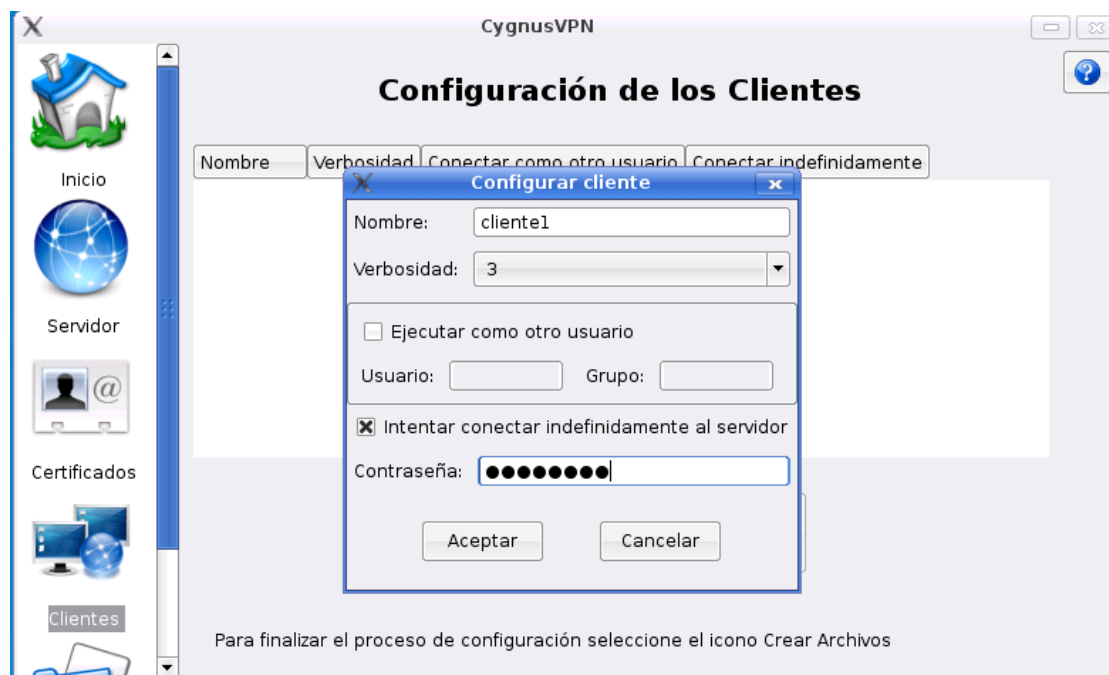 CygnusVPN
Configuración de los Clientes
Nombre Verbosidad Conectar como otro usuario Conectar indefinidamente
Inicio
Servidor
@
Certificados
Clientes
Configurar cliente
Nombre: cliente1
Verbosidad: 3
Ejecutar como otro usuario
Usuario: Grupo:
Intentar conectar indefinidamente al servidor
Contraseña: ●●●●●●●●
Aceptar Cancelar
Para finalizar el proceso de configuración seleccione el icono Crear Archivos